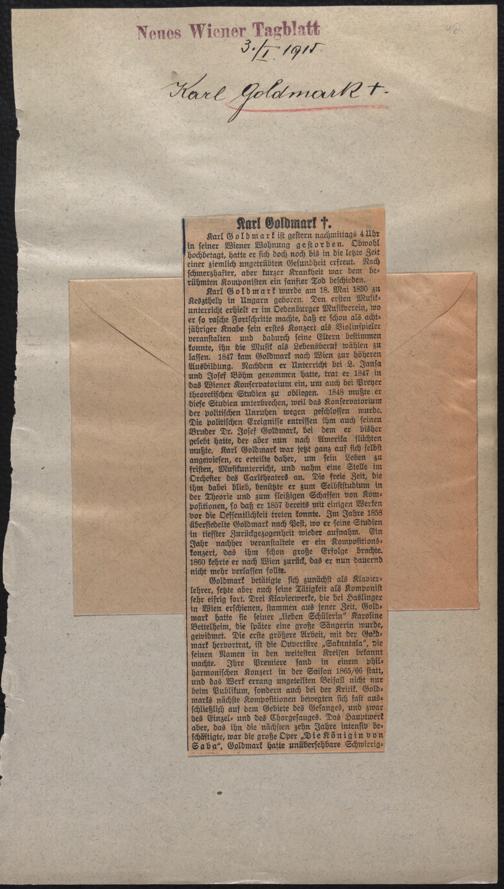 Neues Wiener Tagblatt
3./I. 1915
Karl Goldmark †.
Karl Goldmark †.
Karl Goldmark ist gestern nachmittags 4 Uhr
in seiner Wiener Wohnung gestorben. Obwohl
hochbetagt, hatte er sich doch noch bis in die letzte Zeit
einer ziemlich ungetrübten Gesundheit erfreut. Nach
schmerzhafter, aber kurzer Krankheit war dem be-
rühmten Komponisten ein sanfter Tod beschieden.
Karl Goldmark wurde am 18. Mai 1830 zu
Keszthely in Ungarn geboren. Den ersten Musik-
unterricht erhielt er im Oedenburger Musikverein, wo
er so rasche Fortschritte machte, daß er schon als acht-
jähriger Knabe sein erstes Konzert als Violinspieler
veranstalten und dadurch seine Eltern bestimmen
konnte, ihn die Musik als Lebensberuf wählen zu
lassen. 1847 kam Goldmark nach Wien zur höheren
Ausbildung. Nachdem er Unterricht bei L. Jansa
und Josef Böhm genommen hatte, trat er 1847 in
das Wiener Konservatorium ein, um auch bei Preyer
theoretischen Studien zu obliegen. 1848 mußte er
diese Studien unterbrechen, weil das Konservatorium
der politischen Unruhen wegen geschlossen wurde.
Die politischen Ereignisse entrissen ihm auch seinen
Bruder Dr. Josef Goldmark, bei dem er bisher
gelebt hatte, der aber nun nach Amerika flüchten
mußte. Karl Goldmark war jetzt ganz auf sich selbst
angewiesen, er erteilte daher, um sein Leben zu
fristen, Musikunterricht, und nahm eine Stelle im
Orchester des Carltheaters an. Die freie Zeit, die
ihm dabei blieb, benützte er zum Selbststudium in
der Theorie und zum fleißigen Schaffen von Kom-
positionen, so daß er 1857 bereits mit einigen Werken
vor die Oeffentlichkeit treten konnte. Im Jahre 1858
übersiedelte Goldmark nach Pest, wo er seine Studien
in tiefster Zurückgezogenheit wieder aufnahm. Ein
Jahr nachher veranstaltete er ein Kompositions-
konzert, das ihm schon große Erfolge brachte.
1860 kehrte er nach Wien zurück, das er nun dauernd
nicht mehr verlassen sollte.
Goldmark betätigte sich zunächst als Klavier-
lehrer, setzte aber auch seine Tätigkeit als Komponist
sehr eifrig fort. Drei Klavierwerke, die bei Haslinger
in Wien erschienen, stammen aus jener Zeit, Gold-
mark hatte sie seiner „lieben Schülerin" Karoline
Bettelheim, die später eine große Sängerin wurde,
gewidmet. Die erste größere Arbeit, mit der Gold-
mark hervortrat, ist die Ouvertüre „Sakuntala", die
seinen Namen in den weitesten Kreisen bekannt
machte. Ihre Premiere fand in einem phil-
harmonischen Konzert in der Saison 1865/66 statt,
und das Werk errang ungeteilten Beifall nicht nur
beim Publikum, sondern auch bei der Kritik. Gold-
marks nächste Kompositionen bewegten sich fast aus-
schließlich auf dem Gebiete des Gesanges, und zwar
des Einzel- und des Chorgesanges. Das Hauptwerk
aber, das ihn die nächsten zehn Jahre intensiv be-
schäftigte, war die große Oper „Die Königin von
Saba". Goldmark hatte unübersehbare Schwierig-